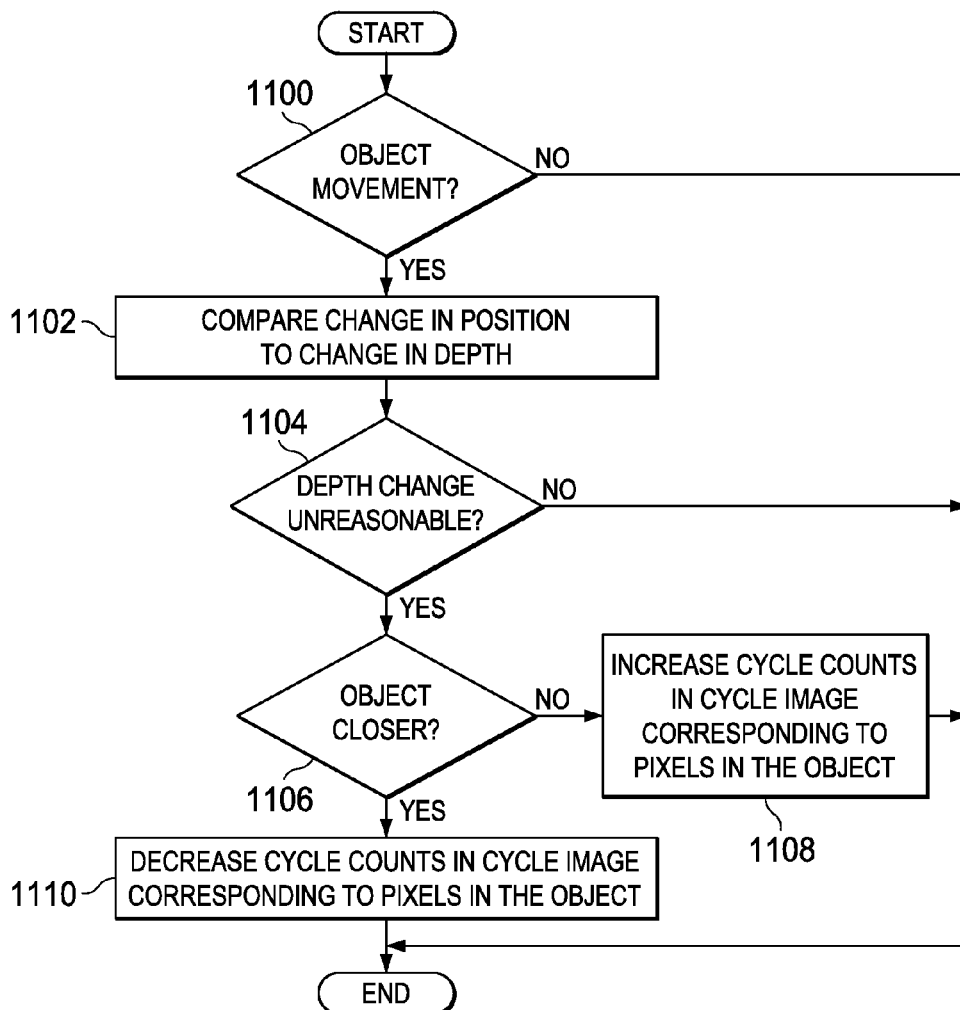 START
1100
OBJECT
MOVEMENT?
NO
YES
1102
COMPARE CHANGE IN POSITION
TO CHANGE IN DEPTH
1104
DEPTH CHANGE
UNREASONABLE?
NO
YES
OBJECT
CLOSER?
NO
1106
YES
INCREASE CYCLE COUNTS
IN CYCLE IMAGE
CORRESPONDING TO
PIXELS IN THE OBJECT
1108
1110
DECREASE CYCLE COUNTS IN CYCLE IMAGE
CORRESPONDING TO PIXELS IN THE OBJECT
END